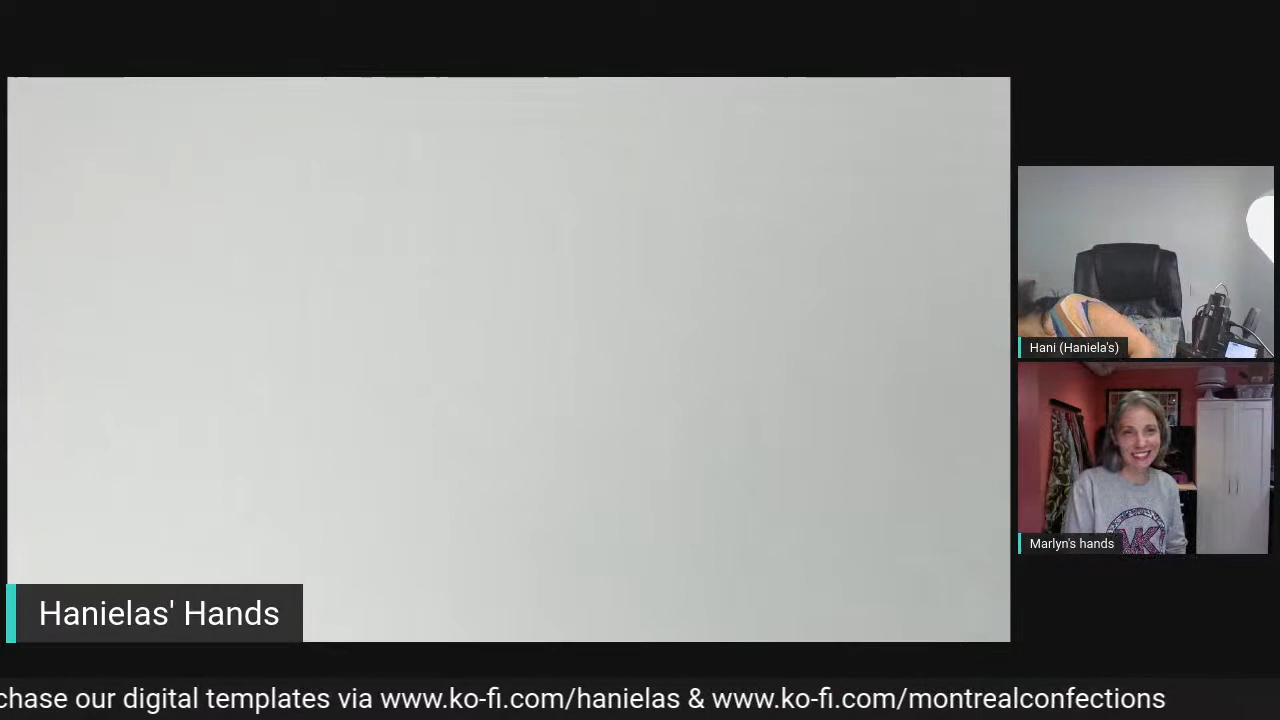 Hani (Haniela's)
MK
Marlyn's hands
Hanielas' Hands
chase our digital templates via www.ko-fi.com/hanielas & www.ko-fi.com/montrealconfections